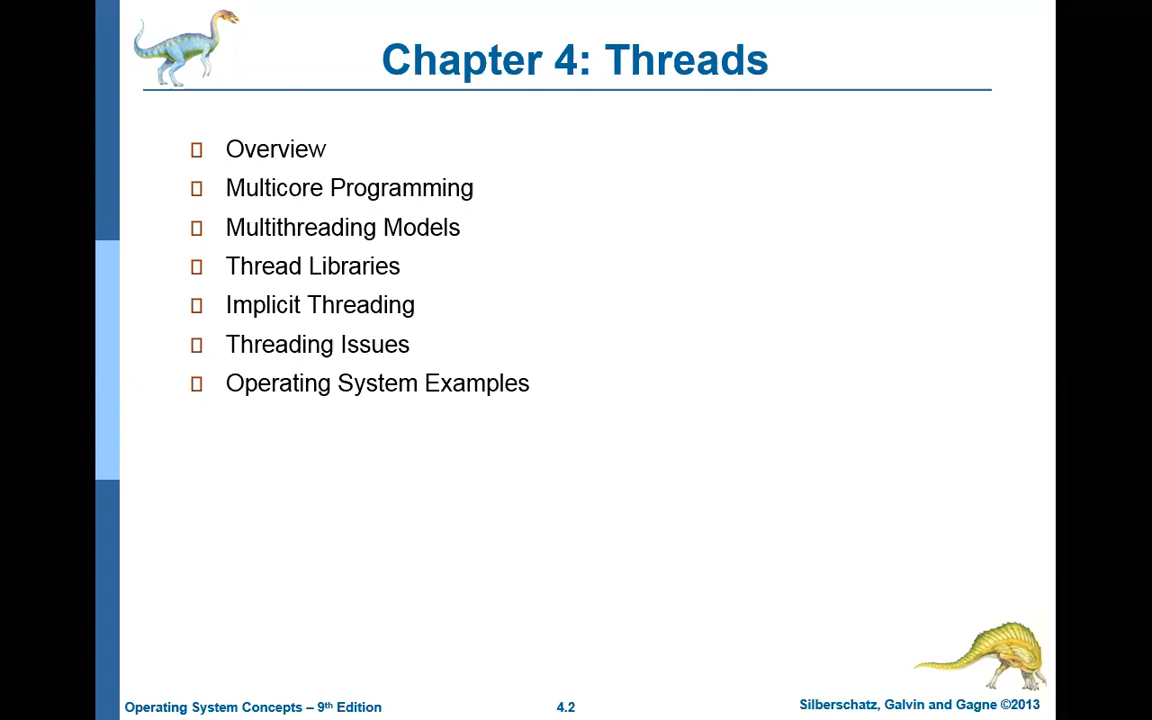 Chapter 4: Threads
Overview
Multicore Programming
Multithreading Models
Thread Libraries
Implicit Threading
Threading Issues
Operating System Examples
Operating System Concepts – 9th Edition
4.2
Silberschatz, Galvin and Gagne ©2013